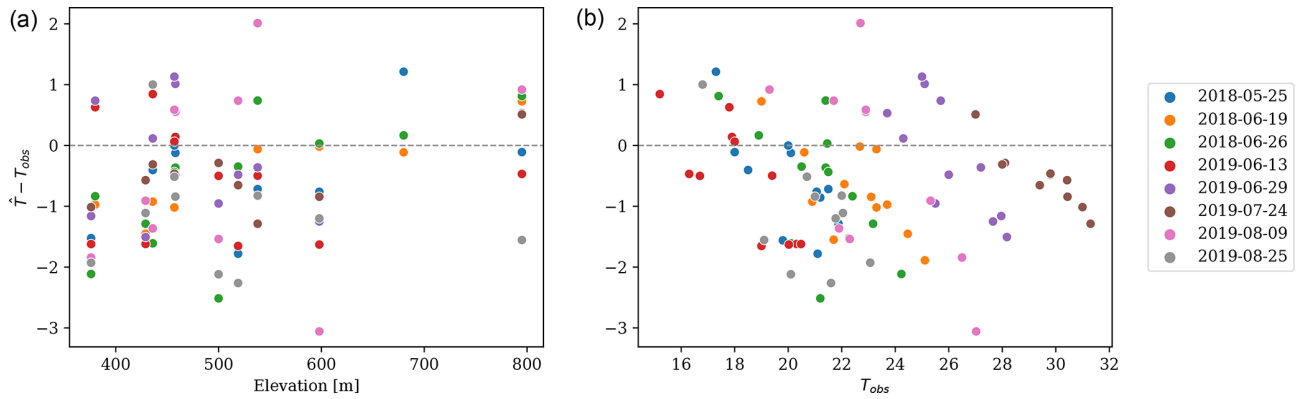 (a)
2
1
0
−1
−2
−3
T̂ − T_obs
400 500 600 700 800
Elevation [m]
(b)
16 18 20 22 24 26 28 30 32
T_obs
2018-05-25
2018-06-19
2018-06-26
2019-06-13
2019-06-29
2019-07-24
2019-08-09
2019-08-25